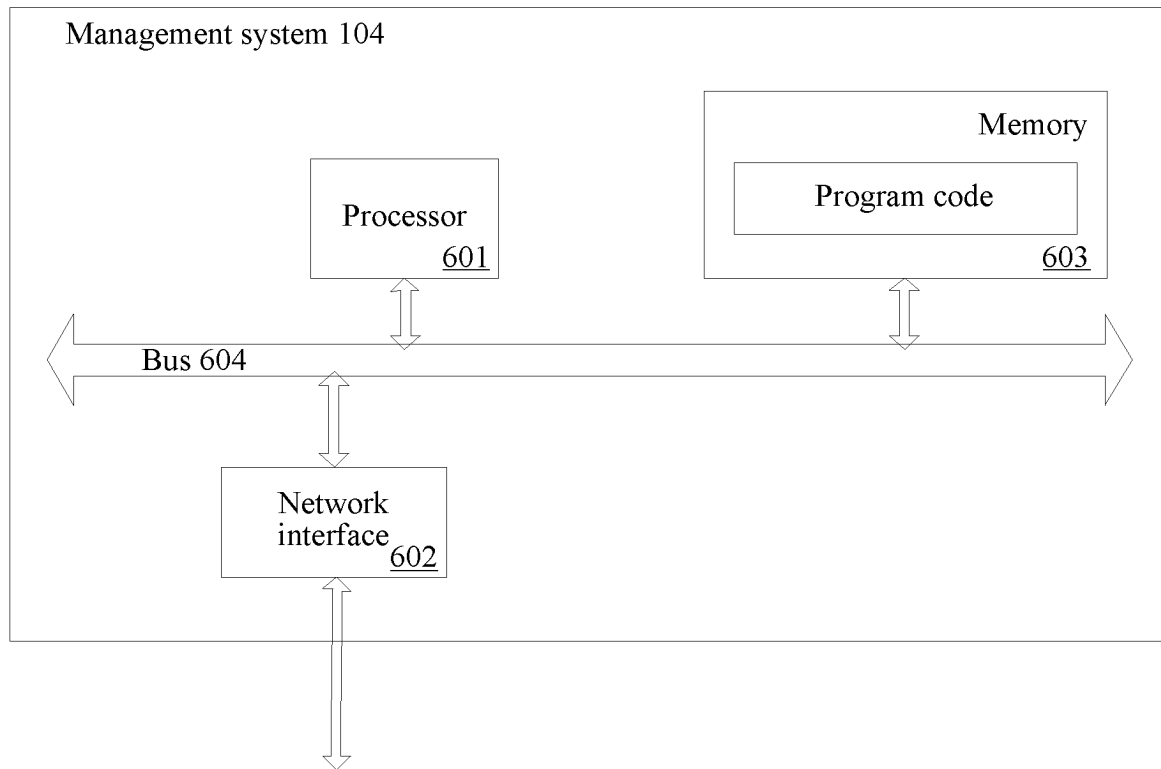 Management system 104
Memory
Program code
603
Processor
601
Bus 604
Network
interface
602